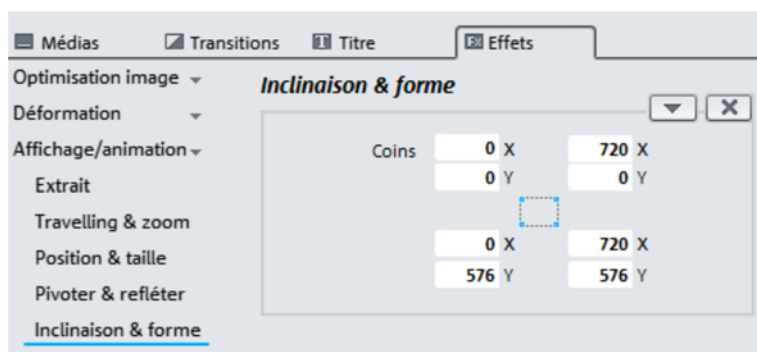 Médias Transitions Titre Effets
Optimisation image
Déformation
Affichage/animation
Extrait
Travelling & zoom
Position & taille
Pivoter & refléter
Inclinaison & forme
Inclinaison & forme
Coins 0 X 720 X
0 Y 0 Y
0 X 720 X
576 Y 576 Y